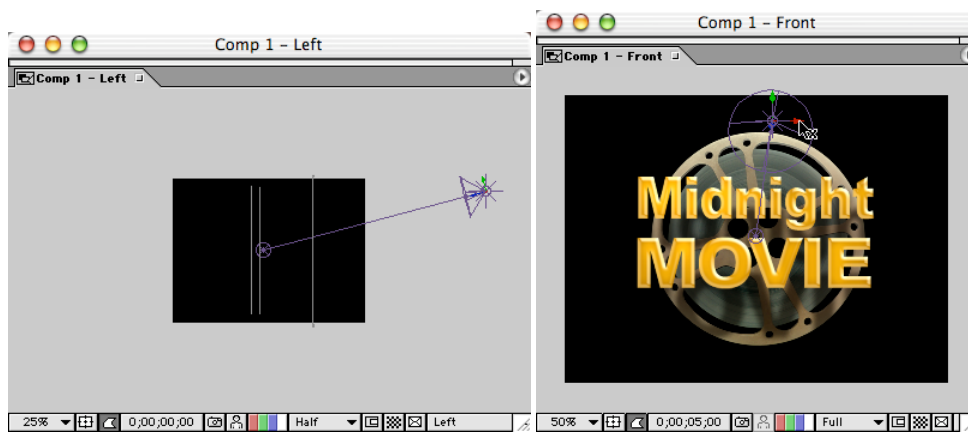 Comp 1 – Left
Comp 1 – Left
25%
0;00;00;00
Half
Left
Comp 1 – Front
Comp 1 – Front
Midnight
MOVIE
50%
0;00;05;00
Full